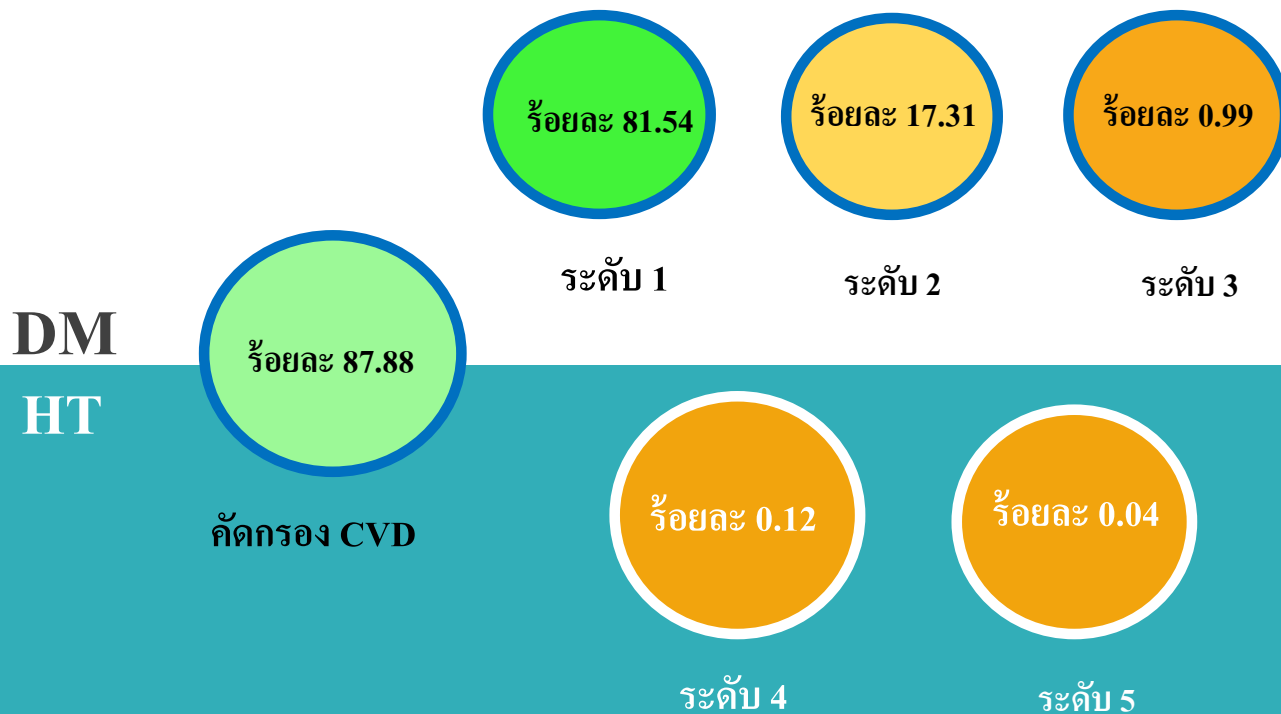 ร้อยละ 81.54
ร้อยละ 17.31
ร้อยละ 0.99
ระดับ 1
ระดับ 2
ระดับ 3
DM
ร้อยละ 87.88
HT
คัดกรอง CVD
ร้อยละ 0.12
ร้อยละ 0.04
ระดับ 4
ระดับ 5